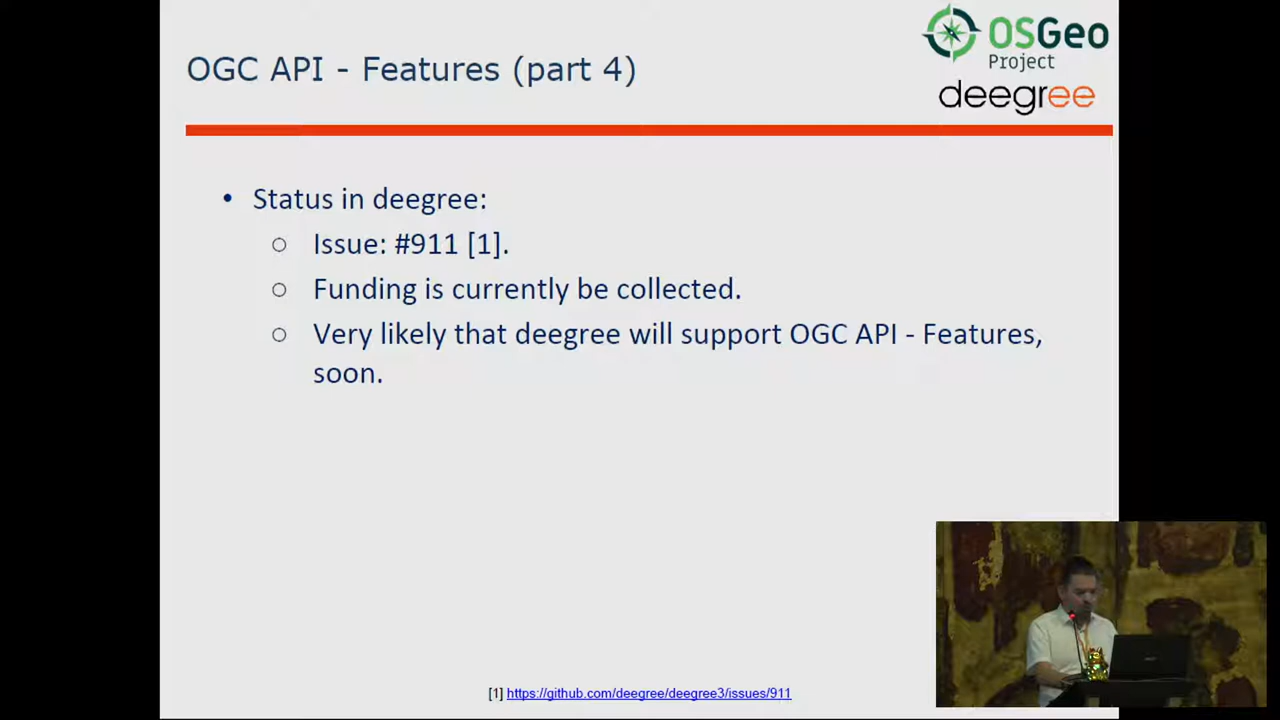 OGC API - Features (part 4)
OSGeo
Project
deegree
• Status in deegree:
○ Issue: #911 [1].
○ Funding is currently be collected.
○ Very likely that deegree will support OGC API - Features,
soon.
[1] https://github.com/deegree/deegree3/issues/911